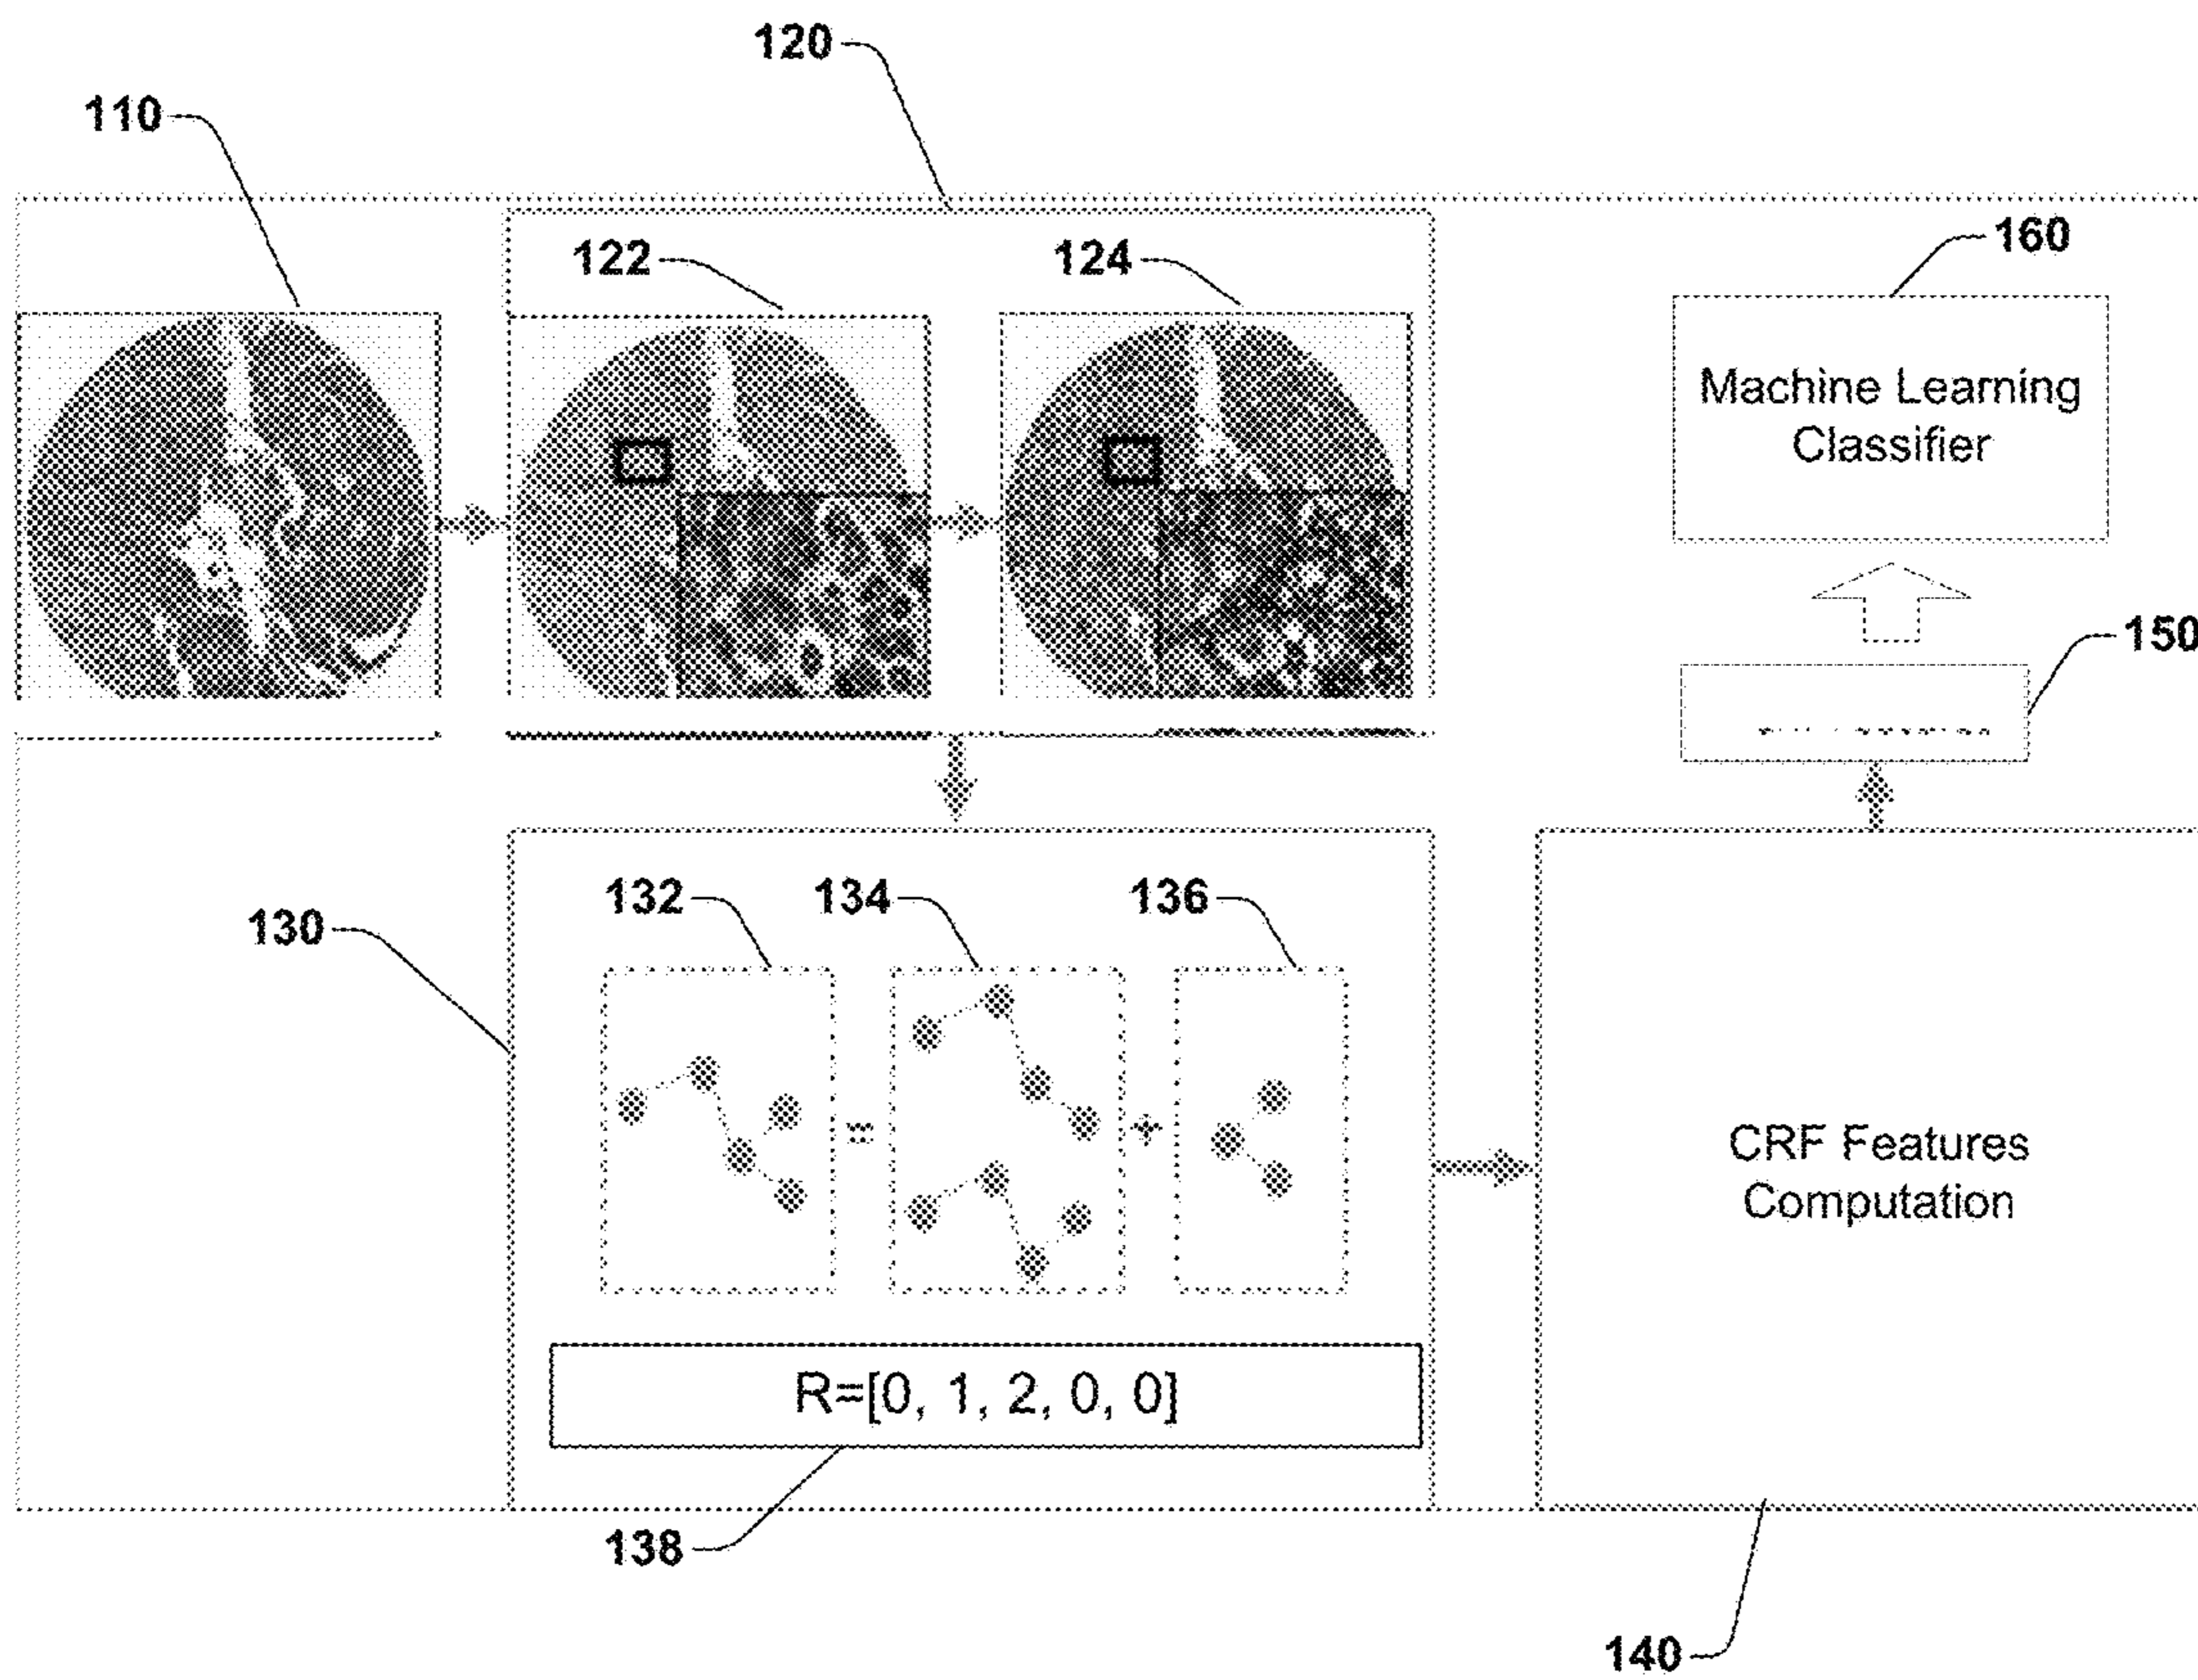 120
110
122
124
160
Machine Learning
Classifier
150
132
134
136
130
=
+
CRF Features
Computation
R=[0, 1, 2, 0, 0]
138
140